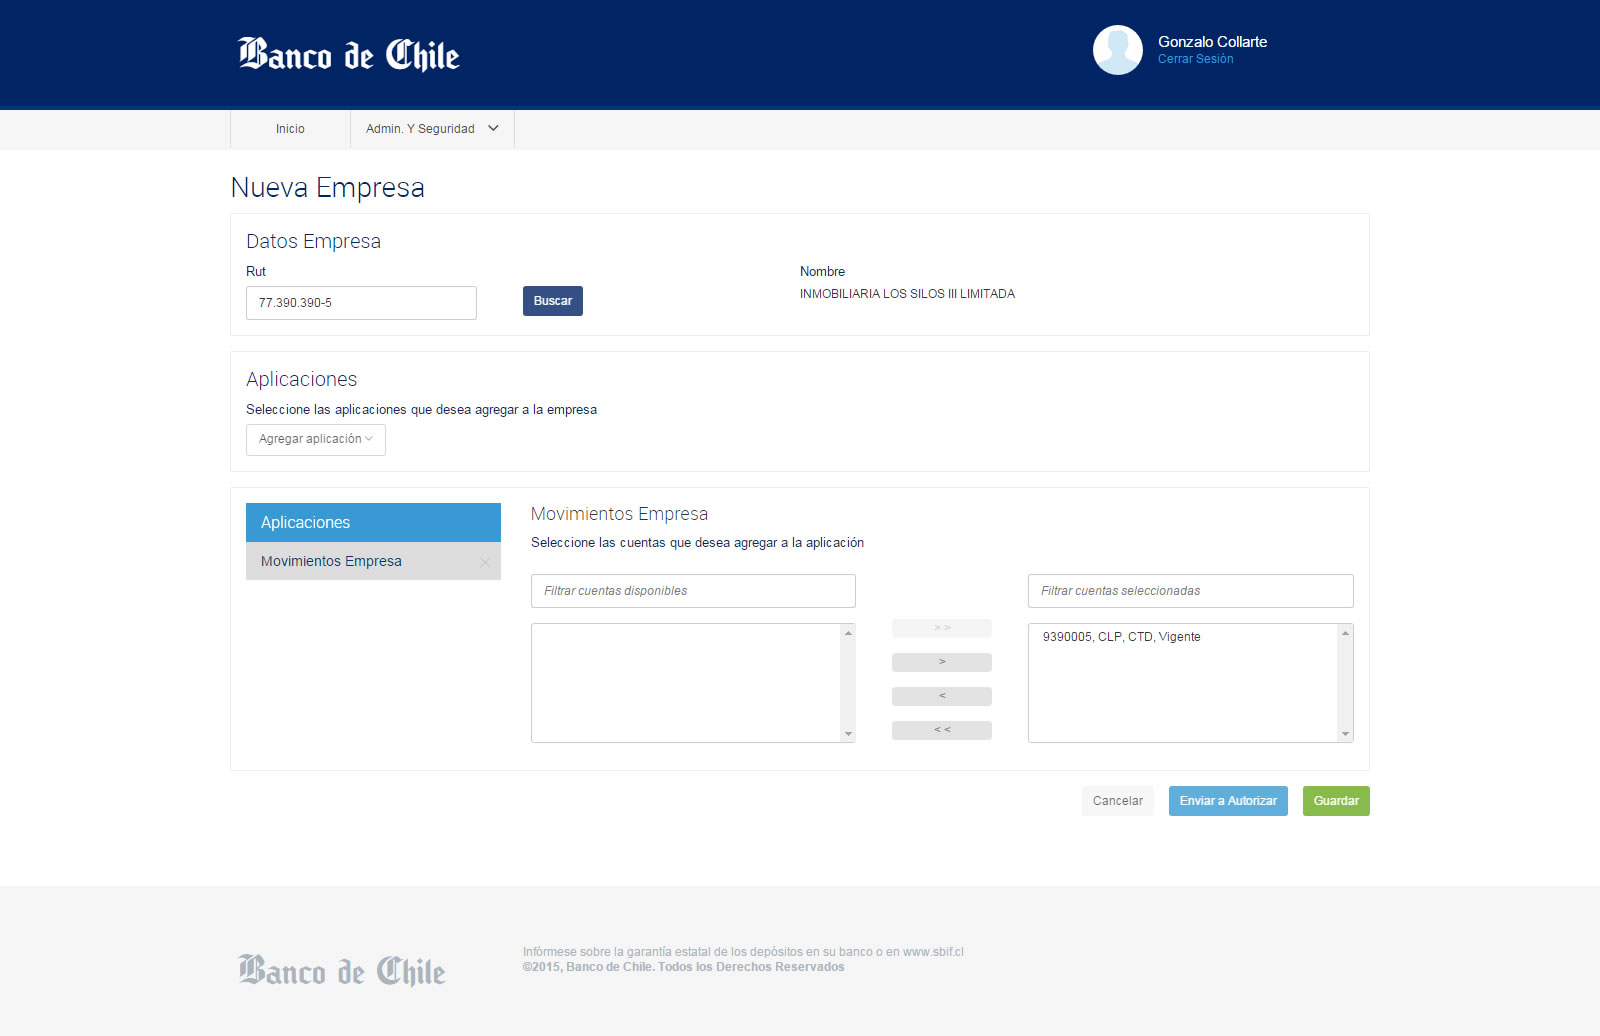 Banco de Chile
Gonzalo Collarte
Cerrar Sesión
Inicio
Admin. Y Seguridad
Nueva Empresa
Datos Empresa
Rut
Nombre
77.390.390-5
Buscar
INMOBILIARIA LOS SILOS III LIMITADA
Aplicaciones
Seleccione las aplicaciones que desea agregar a la empresa
Agregar aplicación
Aplicaciones
Movimientos Empresa
Movimientos Empresa
Seleccione las cuentas que desea agregar a la aplicación
Filtrar cuentas disponibles
Filtrar cuentas seleccionadas
> >
>
<
< <
9390005, CLP, CTD, Vigente
Cancelar
Enviar a Autorizar
Guardar
Banco de Chile
Infórmese sobre la garantía estatal de los depósitos en su banco o en www.sbif.cl
©2015, Banco de Chile. Todos los Derechos Reservados